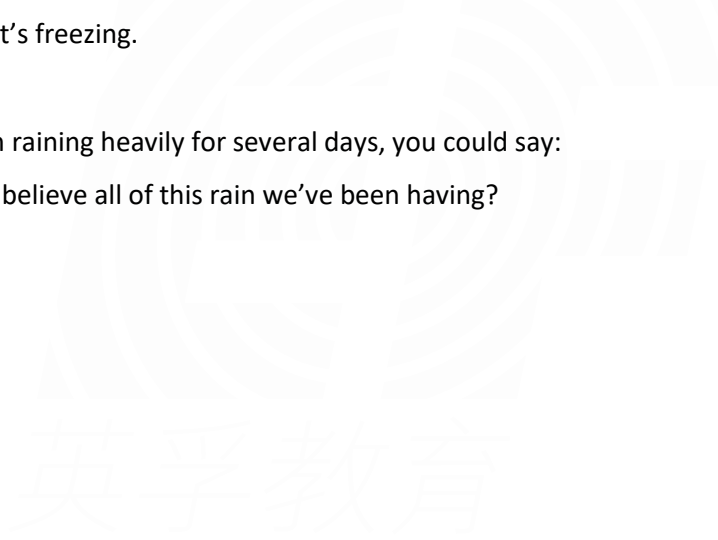 t’s freezing.
n raining heavily for several days, you could say:
believe all of this rain we’ve been having?
英孚教育